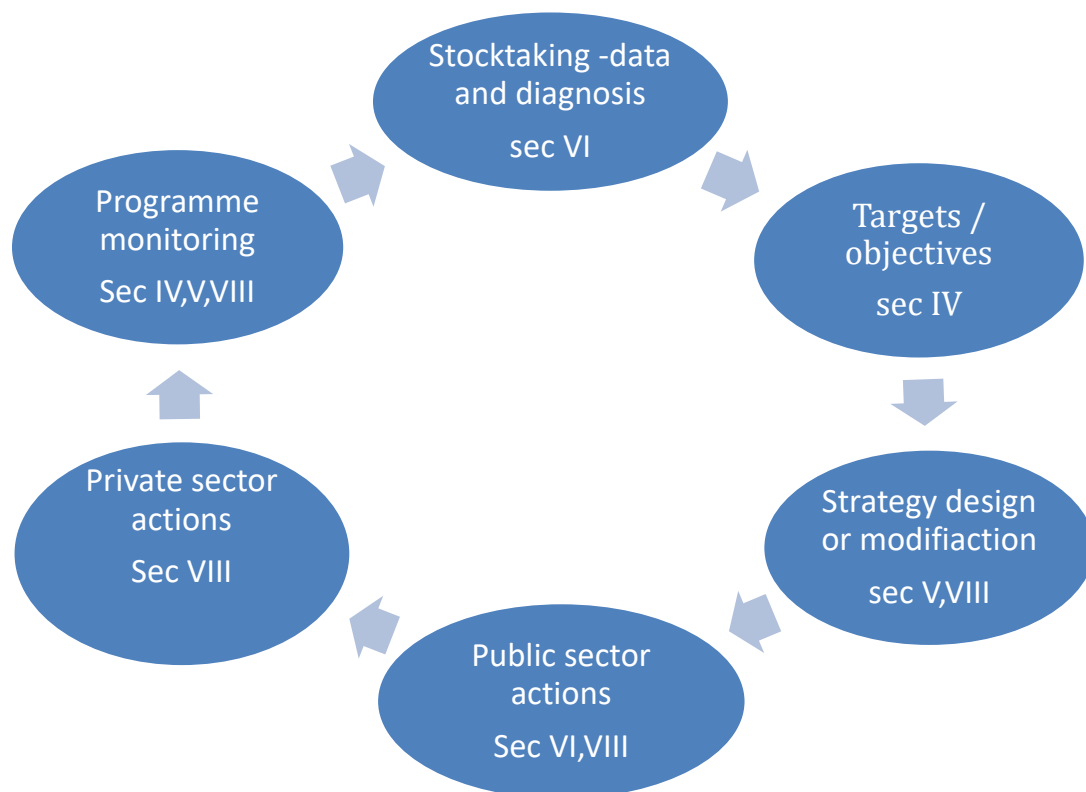 Stocktaking -data
and diagnosis
sec VI
Targets /
objectives
sec IV
Strategy design
or modifiaction
sec V,VIII
Public sector
actions
Sec VI,VIII
Private sector
actions
Sec VIII
Programme
monitoring
Sec IV,V,VIII